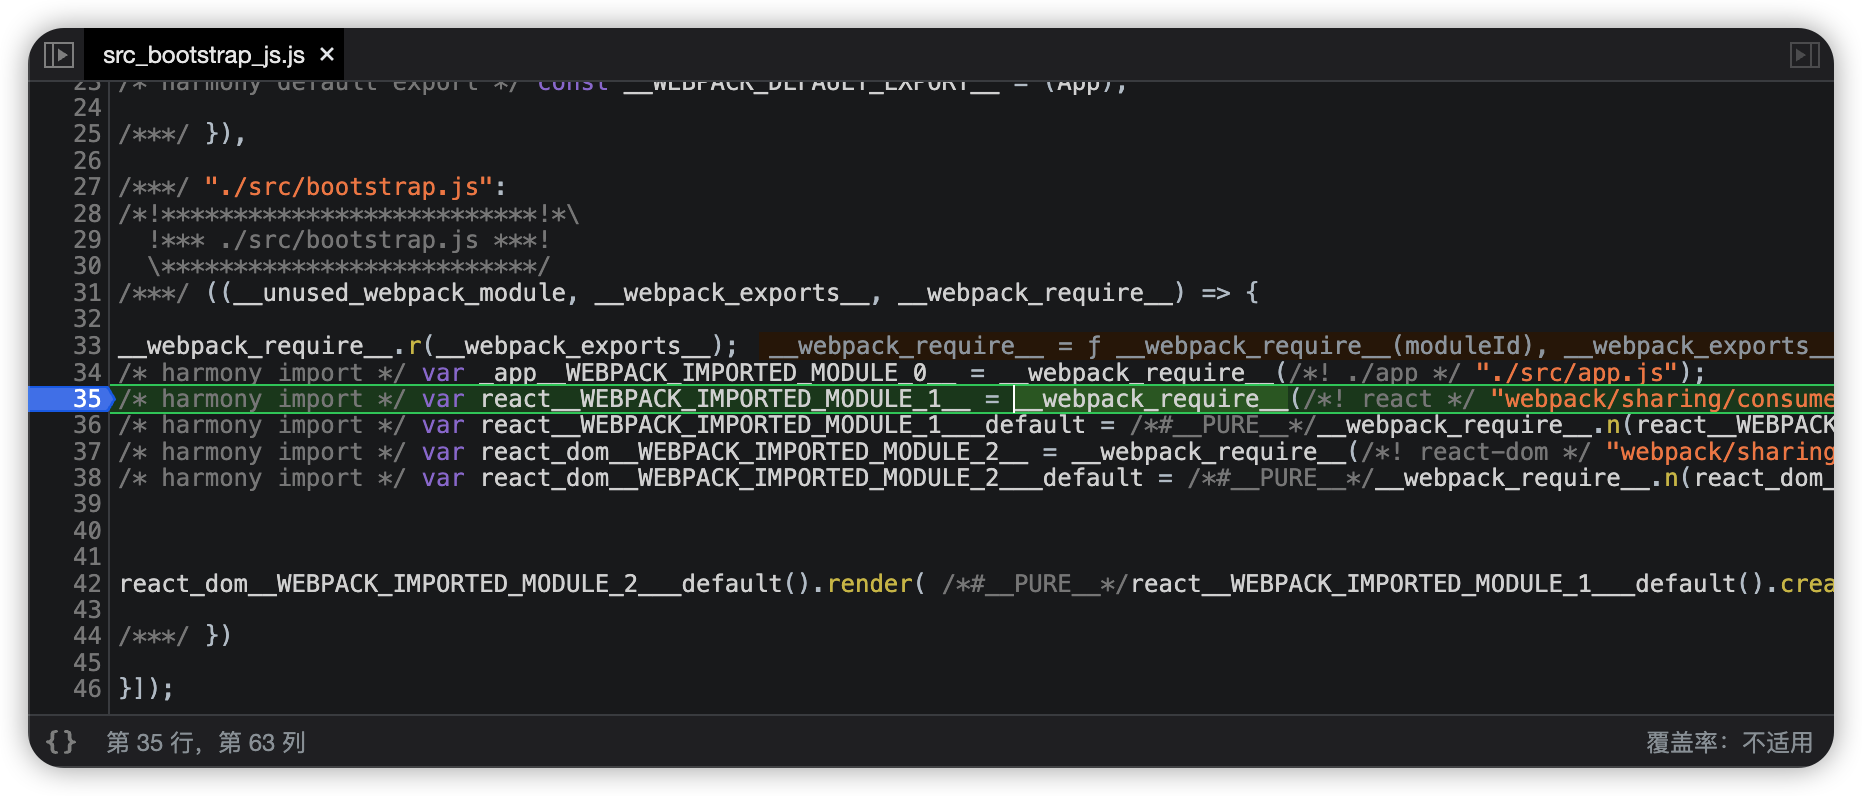 src_bootstrap_js.js ×
23 /* harmony default export */ const __WEBPACK_DEFAULT_EXPORT__ = (App);
24
25 /***/ }),
26
27 /***/ "./src/bootstrap.js":
28 /*!**************************!*\
29   !*** ./src/bootstrap.js ***!
30   \**************************/
31 /***/ ((__unused_webpack_module, __webpack_exports__, __webpack_require__) => {
32
33 __webpack_require__.r(__webpack_exports__);  __webpack_require__ = ƒ __webpack_require__(moduleId), __webpack_exports__
34 /* harmony import */ var _app__WEBPACK_IMPORTED_MODULE_0__ = __webpack_require__(/*! ./app */ "./src/app.js");
35 /* harmony import */ var react__WEBPACK_IMPORTED_MODULE_1__ = __webpack_require__(/*! react */ "webpack/sharing/consume
36 /* harmony import */ var react__WEBPACK_IMPORTED_MODULE_1___default = /*#__PURE__*/__webpack_require__.n(react__WEBPACK
37 /* harmony import */ var react_dom__WEBPACK_IMPORTED_MODULE_2__ = __webpack_require__(/*! react-dom */ "webpack/sharing
38 /* harmony import */ var react_dom__WEBPACK_IMPORTED_MODULE_2___default = /*#__PURE__*/__webpack_require__.n(react_dom_
39
40
41
42 react_dom__WEBPACK_IMPORTED_MODULE_2___default().render( /*#__PURE__*/react__WEBPACK_IMPORTED_MODULE_1___default().crea
43
44 /***/ })
45
46 }]);
{} 第 35 行，第 63 列 覆盖率：不适用